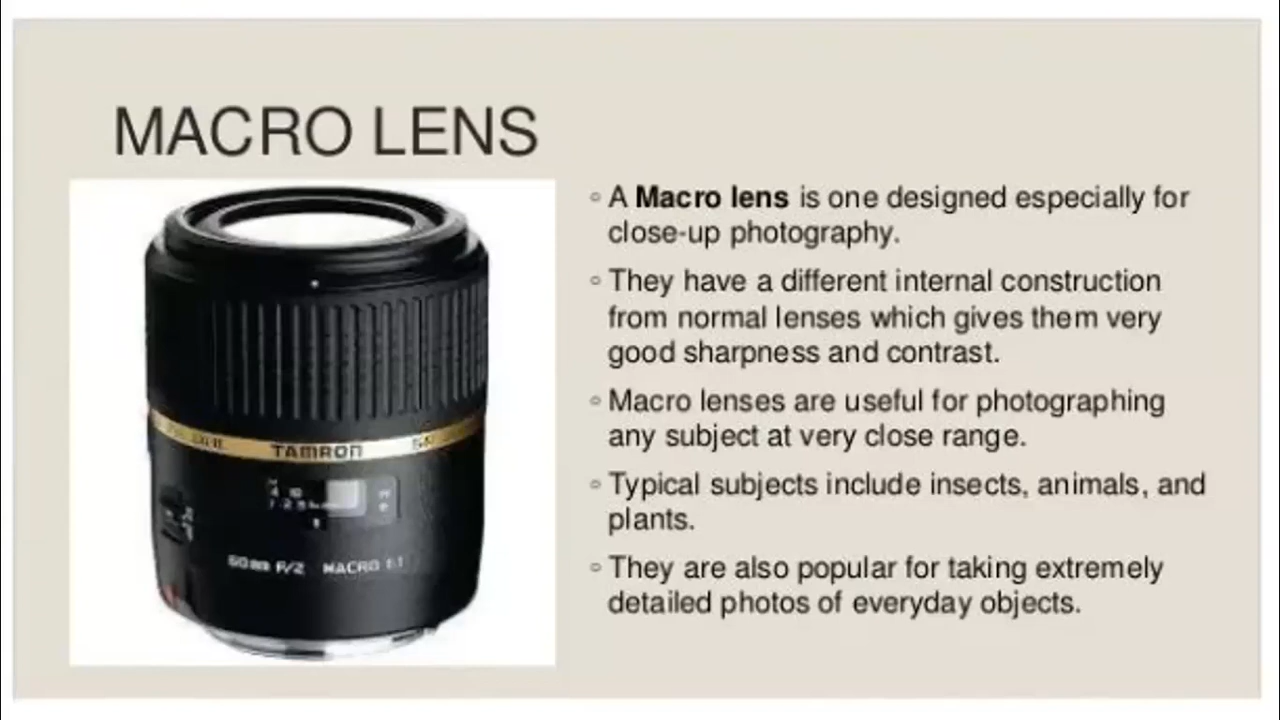 MACRO LENS
◦ A Macro lens is one designed especially for
close-up photography.
◦ They have a different internal construction
from normal lenses which gives them very
good sharpness and contrast.
◦ Macro lenses are useful for photographing
any subject at very close range.
◦ Typical subjects include insects, animals, and
plants.
◦ They are also popular for taking extremely
detailed photos of everyday objects.
TAMRON
60mm F/2 MACRO 1:1